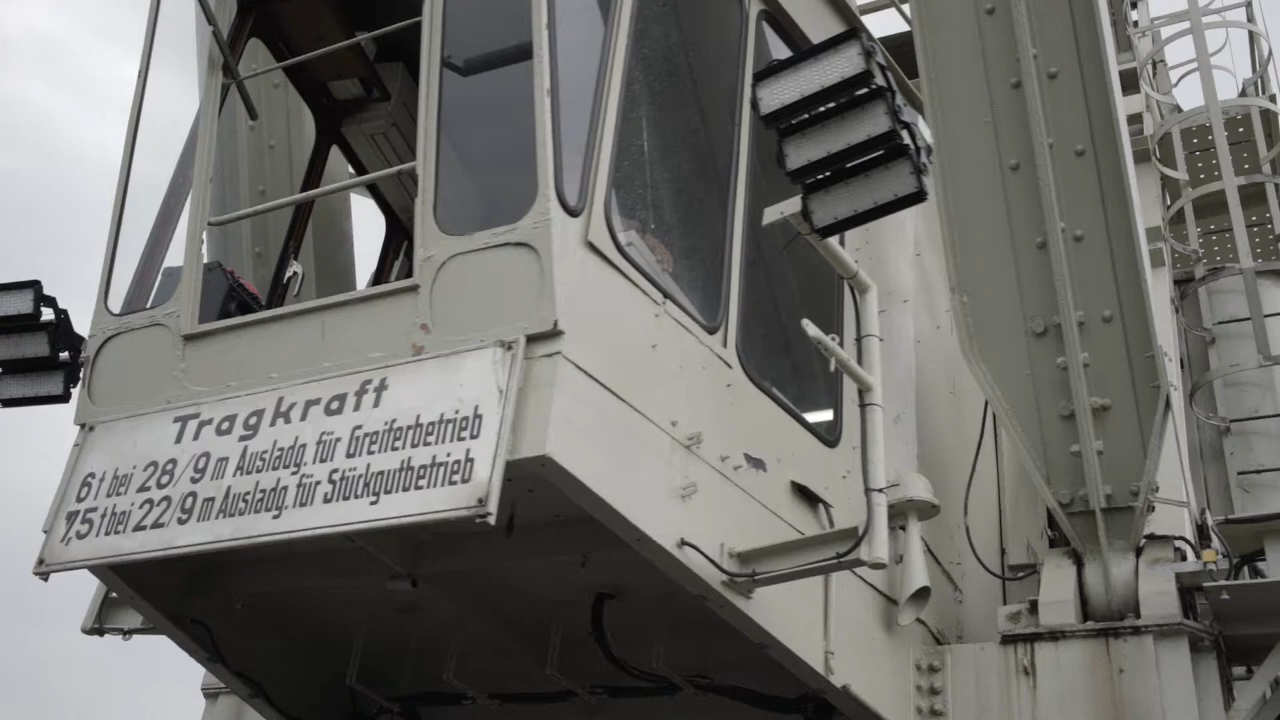 Tragkraft
6t bei 28/9 m Ausladg. für Greiferbetrieb
7,5t bei 22/9 m Ausladg. für Stückgutbetrieb